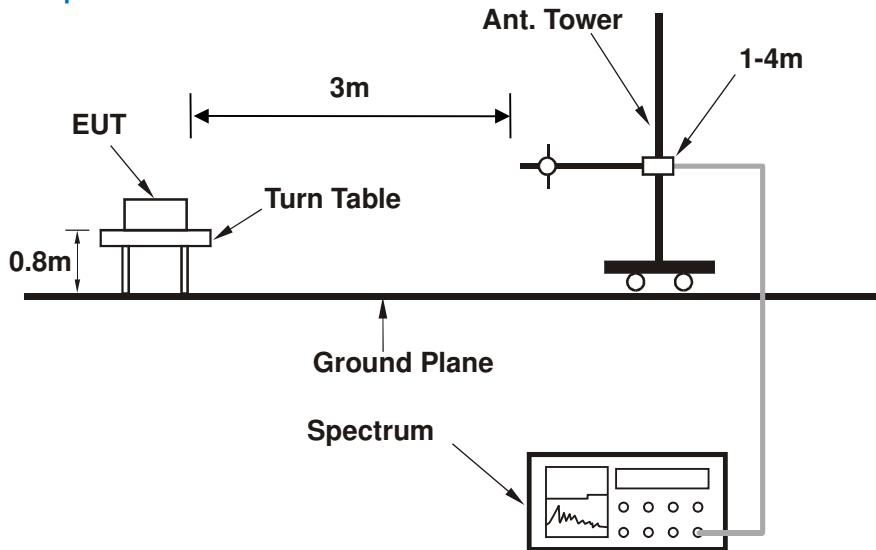 Ant. Tower
1-4m
3m
EUT
Turn Table
0.8m
Ground Plane
Spectrum